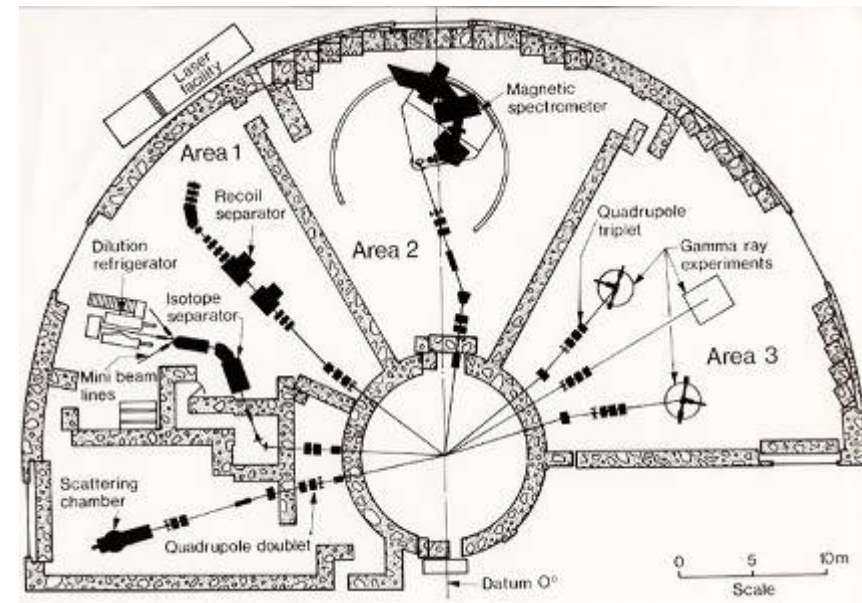 Laser
facility
Magnetic
spectrometer
Area 1
Recoil
separator
Quadrupole
triplet
Dilution
refrigerator
Area 2
Gamma ray
experiments
Isotope
separator
Area 3
Mini beam
lines
Scattering
chamber
Quadrupole doublet
Datum 0°
0 5 10m
Scale